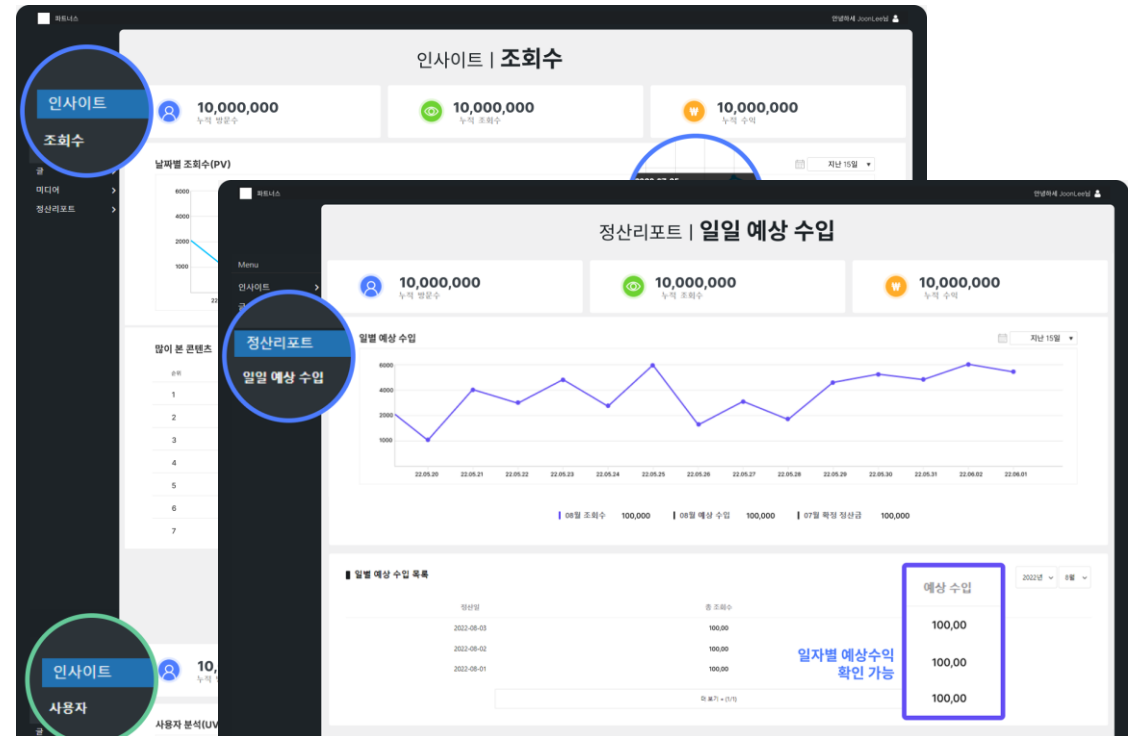 파트너스
안녕하세 JoonLee님
인사이트 | 조회수
인사이트
조회수
글
미디어
정산리포트
10,000,000
누적 방문수
10,000,000
누적 조회수
10,000,000
누적 수익
날짜별 조회수(PV)
지난 15일
6000
4000
2000
1000
22
많이 본 콘텐츠
순위
1
2
3
4
5
6
7
인사이트
사용자
글
10,
누적
사용자 분석(UV
파트너스
안녕하세 JoonLee님
정산리포트 | 일일 예상 수입
Menu
인사이트
글
정산리포트
일일 예상 수입
10,000,000
누적 방문수
10,000,000
누적 조회수
10,000,000
누적 수익
일별 예상 수입
지난 15일
6000
4000
2000
1000
22.05.20 22.05.21 22.05.22 22.05.23 22.05.24 22.05.25 22.05.26 22.05.27 22.05.28 22.05.29 22.05.30 22.05.31 22.06.02 22.06.01
08월 조회수 100,000 08월 예상 수입 100,000 07월 확정 정산금 100,000
일별 예상 수입 목록
2022년 8월
정산일 총 조회수 예상 수입
2022-08-03 100,00 100,00
2022-08-02 100,00 100,00
2022-08-01 100,00 100,00
일자별 예상수익
확인 가능
더 보기 + (1/1)